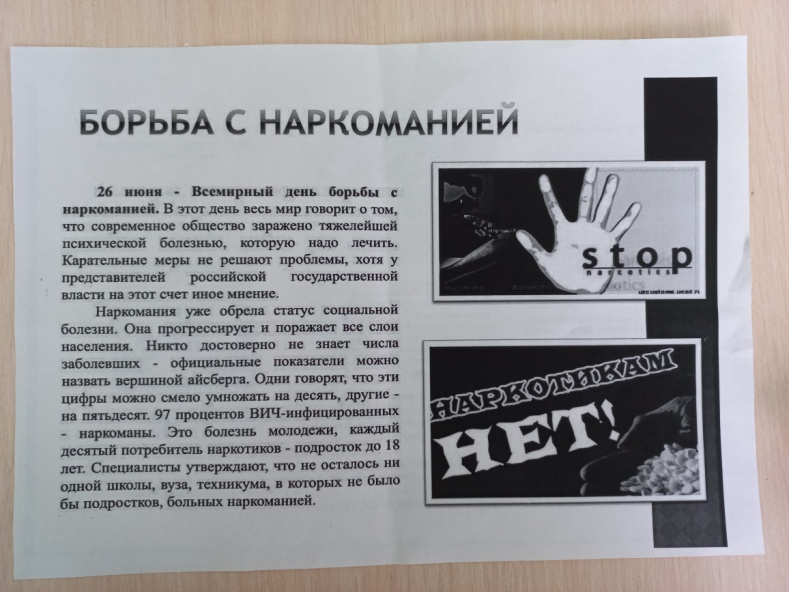 БОРЬБА С НАРКОМАНИЕЙ
26 июня - Всемирный день борьбы с
наркоманией. В этот день весь мир говорит о том,
что современное общество заражено тяжелейшей
психической болезнью, которую надо лечить.
Карательные меры не решают проблемы, хотя у
представителей российской государственной
власти на этот счет иное мнение.
Наркомания уже обрела статус социальной
болезни. Она прогрессирует и поражает все слои
населения. Никто достоверно не знает числа
заболевших - официальные показатели можно
назвать вершиной айсберга. Одни говорят, что эти
цифры можно смело умножать на десять, другие -
на пятьдесят. 97 процентов ВИЧ-инфицированных
- наркоманы. Это болезнь молодежи, каждый
десятый потребитель наркотиков - подросток до 18
лет. Специалисты утверждают, что не осталось ни
одной школы, вуза, техникума, в которых не было
бы подростков, больных наркоманией.
stop
narcotics
НАРКОТИКАМ
НЕТ!